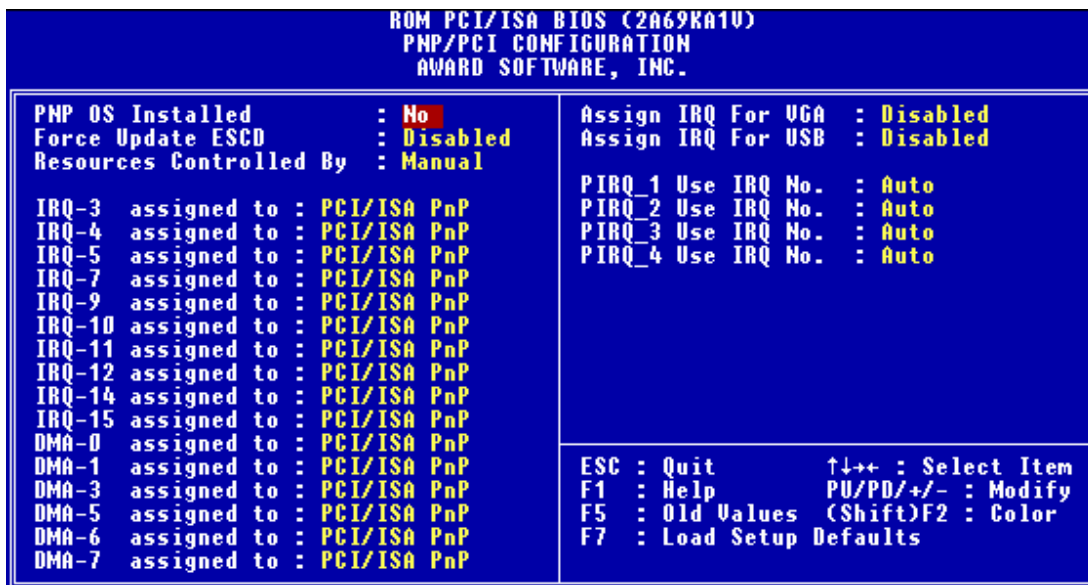 ROM PCI/ISA BIOS (2A69KA1V)
PNP/PCI CONFIGURATION
AWARD SOFTWARE, INC.
PNP OS Installed : No
Force Update ESCD : Disabled
Resources Controlled By : Manual
IRQ-3 assigned to : PCI/ISA PnP
IRQ-4 assigned to : PCI/ISA PnP
IRQ-5 assigned to : PCI/ISA PnP
IRQ-7 assigned to : PCI/ISA PnP
IRQ-9 assigned to : PCI/ISA PnP
IRQ-10 assigned to : PCI/ISA PnP
IRQ-11 assigned to : PCI/ISA PnP
IRQ-12 assigned to : PCI/ISA PnP
IRQ-14 assigned to : PCI/ISA PnP
IRQ-15 assigned to : PCI/ISA PnP
DMA-0 assigned to : PCI/ISA PnP
DMA-1 assigned to : PCI/ISA PnP
DMA-3 assigned to : PCI/ISA PnP
DMA-5 assigned to : PCI/ISA PnP
DMA-6 assigned to : PCI/ISA PnP
DMA-7 assigned to : PCI/ISA PnP
Assign IRQ For VGA : Disabled
Assign IRQ For USB : Disabled
PIRQ_1 Use IRQ No. : Auto
PIRQ_2 Use IRQ No. : Auto
PIRQ_3 Use IRQ No. : Auto
PIRQ_4 Use IRQ No. : Auto
ESC : Quit ↑↓→← : Select Item
F1 : Help PU/PD/+/- : Modify
F5 : Old Values (Shift)F2 : Color
F7 : Load Setup Defaults